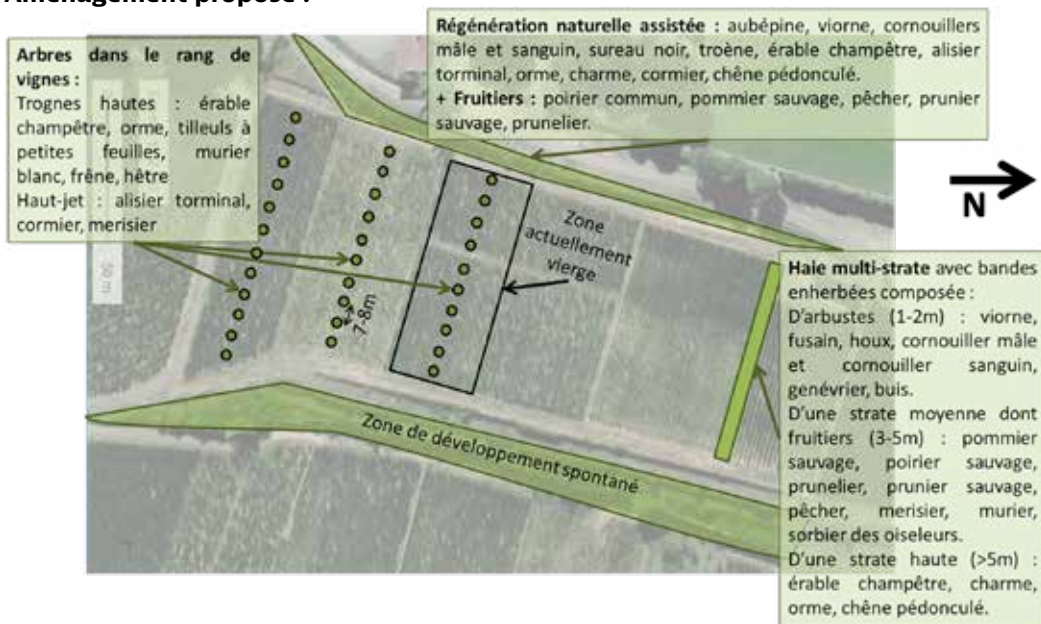 Aménagement proposé :
Arbres dans le rang de
vignes :
Trognes hautes : érable
champêtre, orme, tilleuls à
petites feuilles, murier
blanc, frêne, hêtre
Haut-jet : alisier torminal,
cormier, merisier
Régénération naturelle assistée : aubépine, viorne, cornouillers
mâle et sanguin, sureau noir, troène, érable champêtre, alisier
torminal, orme, charme, cormier, chêne pédonculé.
+ Fruitiers : poirier commun, pommier sauvage, pêcher, prunier
sauvage, prunelier.
N
Zone
actuellement
vierge
50 m
7-8m
Zone de développement spontané
Haie multi-strate avec bandes
enherbées composée :
D'arbustes (1-2m) : viorne,
fusain, houx, cornouiller mâle
et cornouiller sanguin,
genévrier, buis.
D'une strate moyenne dont
fruitiers (3-5m) : pommier
sauvage, poirier sauvage,
prunelier, prunier sauvage,
pêcher, merisier, murier,
sorbier des oiseleurs.
D'une strate haute (>5m) :
érable champêtre, charme,
orme, chêne pédonculé.